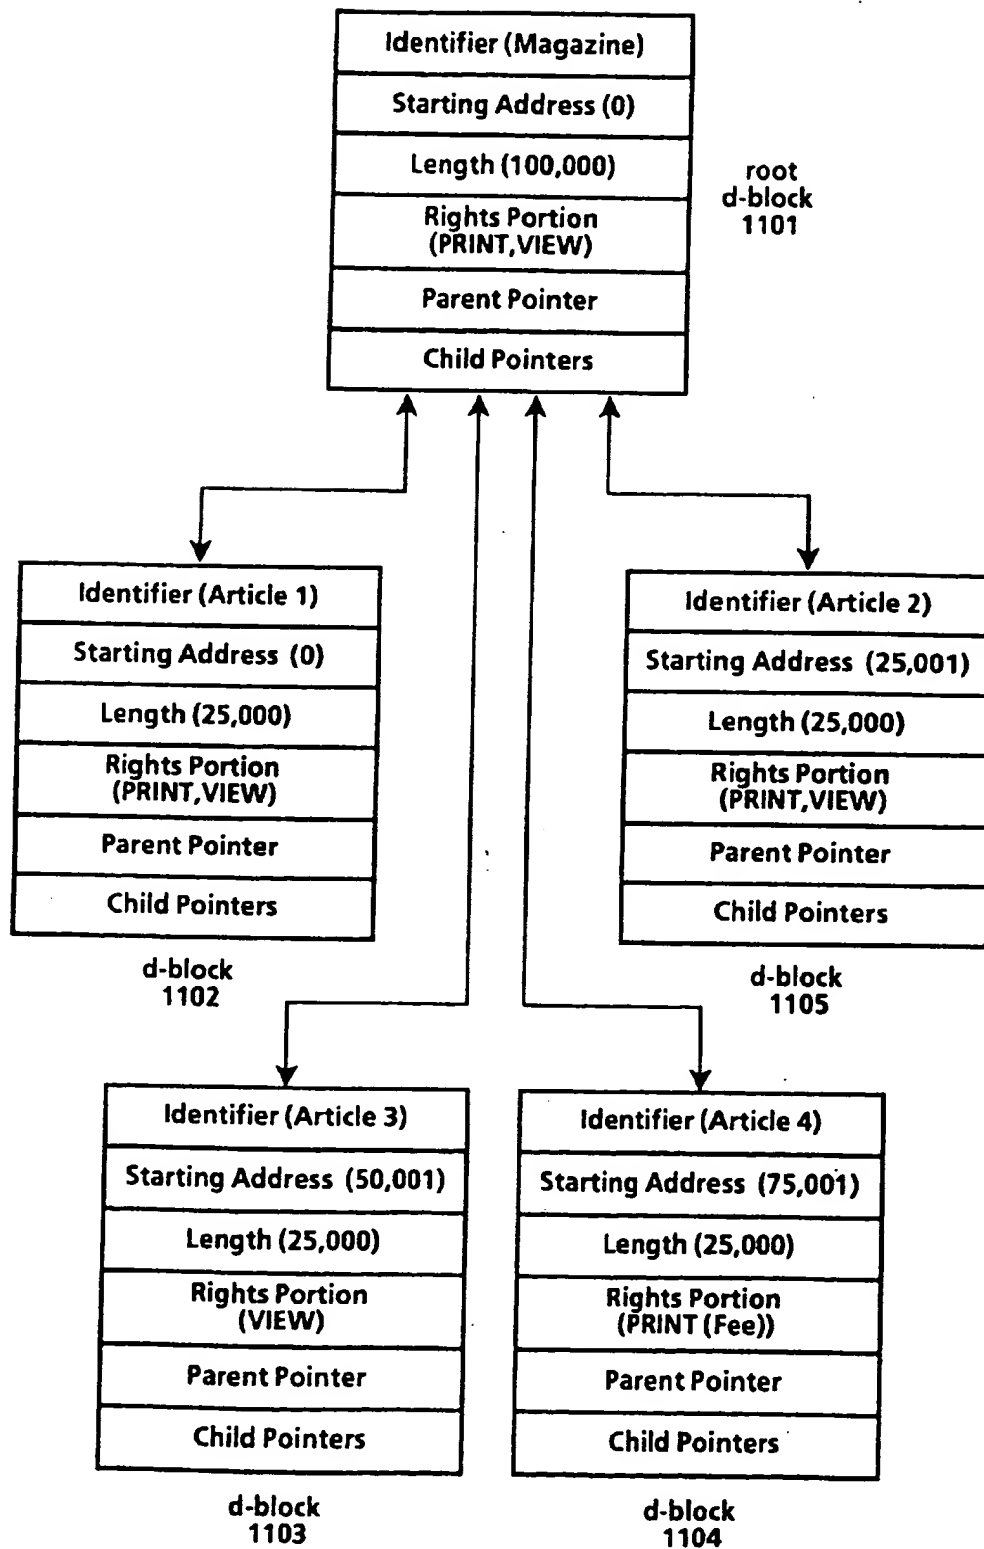 Identifier (Magazine)
Starting Address (0)
Length (100,000)
Rights Portion
(PRINT,VIEW)
Parent Pointer
Child Pointers
root
d-block
1101
Identifier (Article 1)
Starting Address (0)
Length (25,000)
Rights Portion
(PRINT,VIEW)
Parent Pointer
Child Pointers
d-block
1102
Identifier (Article 2)
Starting Address (25,001)
Length (25,000)
Rights Portion
(PRINT,VIEW)
Parent Pointer
Child Pointers
d-block
1105
Identifier (Article 3)
Starting Address (50,001)
Length (25,000)
Rights Portion
(VIEW)
Parent Pointer
Child Pointers
d-block
1103
Identifier (Article 4)
Starting Address (75,001)
Length (25,000)
Rights Portion
(PRINT (Fee))
Parent Pointer
Child Pointers
d-block
1104